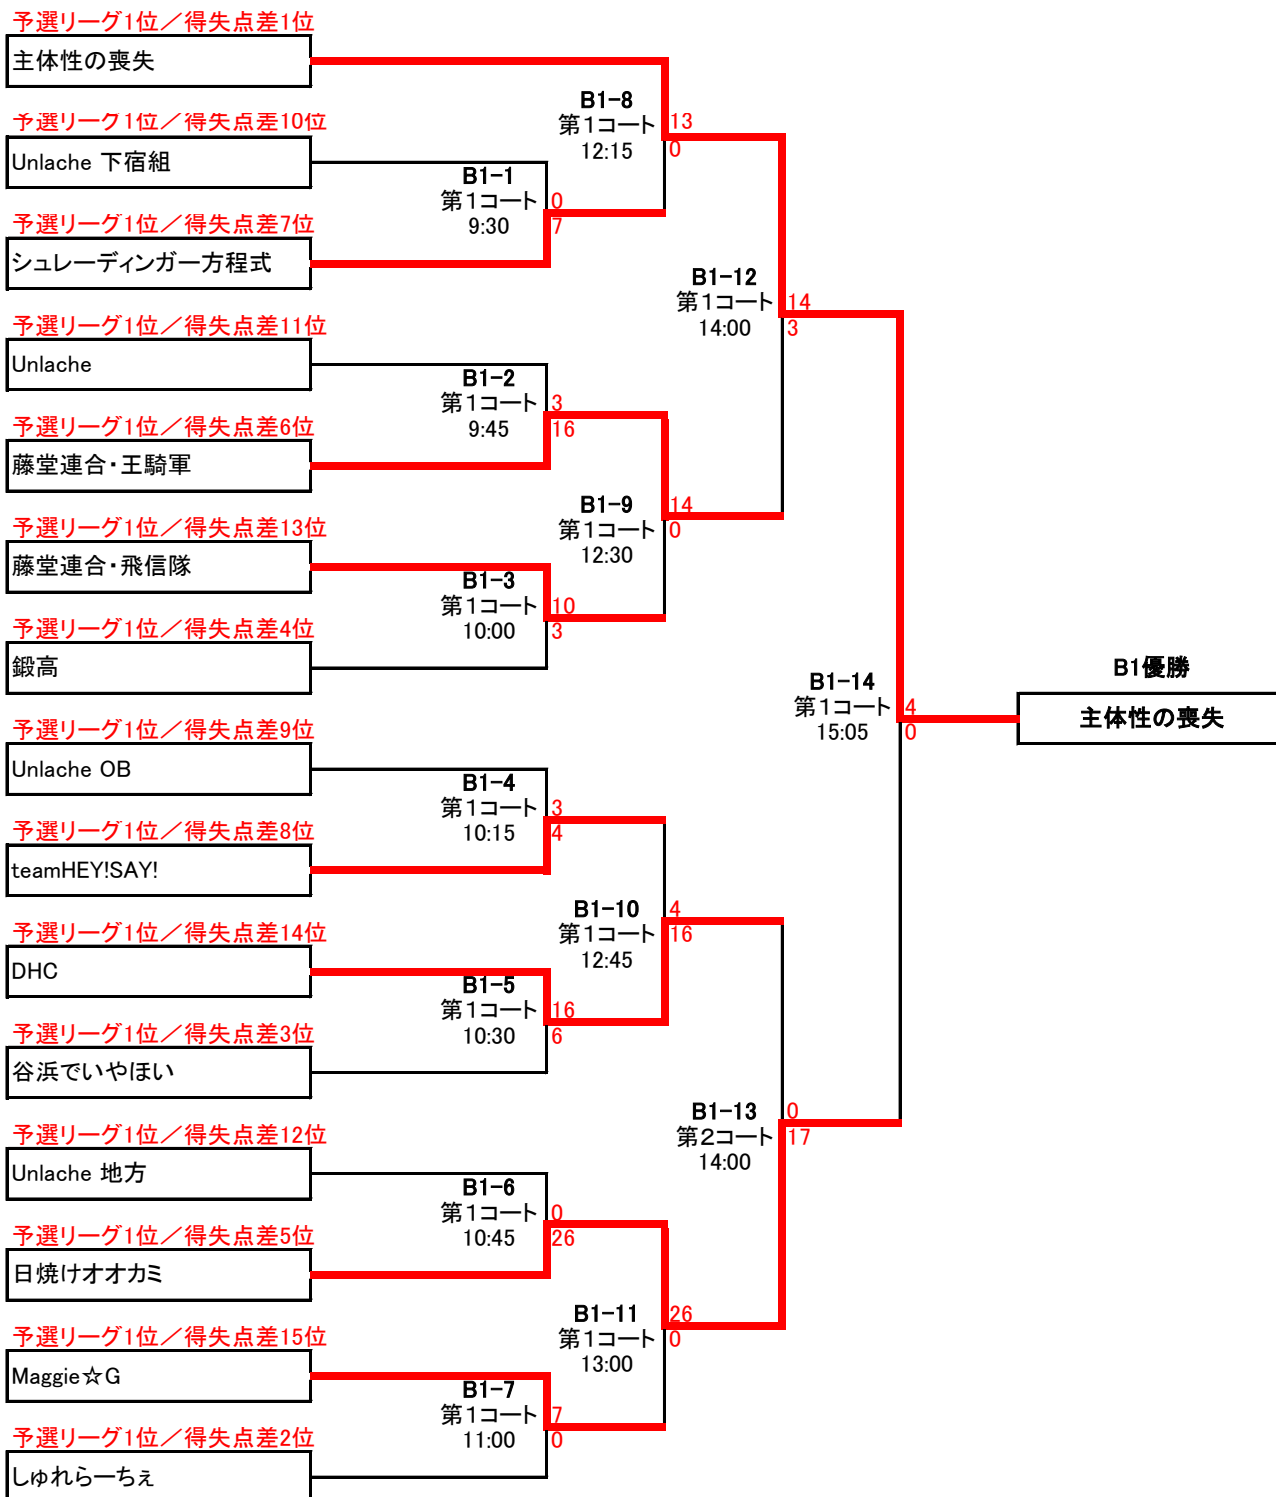 予選リーグ1位／得失点差1位
主体性の喪失
B1-8
第1コート
12:15
13
0
予選リーグ1位／得失点差10位
Unlache 下宿組
B1-1
第1コート
9:30
0
7
予選リーグ1位／得失点差7位
シュレーディンガー方程式
B1-12
第1コート
14:00
14
3
予選リーグ1位／得失点差11位
Unlache
B1-2
第1コート
9:45
3
16
予選リーグ1位／得失点差6位
藤堂連合・王騎軍
B1-9
第1コート
12:30
14
0
予選リーグ1位／得失点差13位
藤堂連合・飛信隊
B1-3
第1コート
10:00
10
3
予選リーグ1位／得失点差4位
鍛高
B1-14
第1コート
15:05
4
0
B1優勝
主体性の喪失
予選リーグ1位／得失点差9位
Unlache OB
B1-4
第1コート
10:15
3
4
予選リーグ1位／得失点差8位
teamHEY!SAY!
B1-10
第1コート
12:45
4
16
予選リーグ1位／得失点差14位
DHC
B1-5
第1コート
10:30
16
6
予選リーグ1位／得失点差3位
谷浜でいやほい
B1-13
第2コート
14:00
0
17
予選リーグ1位／得失点差12位
Unlache 地方
B1-6
第1コート
10:45
0
26
予選リーグ1位／得失点差5位
日焼けオオカミ
B1-11
第1コート
13:00
26
0
予選リーグ1位／得失点差15位
Maggie☆G
B1-7
第1コート
11:00
7
0
予選リーグ1位／得失点差2位
しゅれらーちぇ